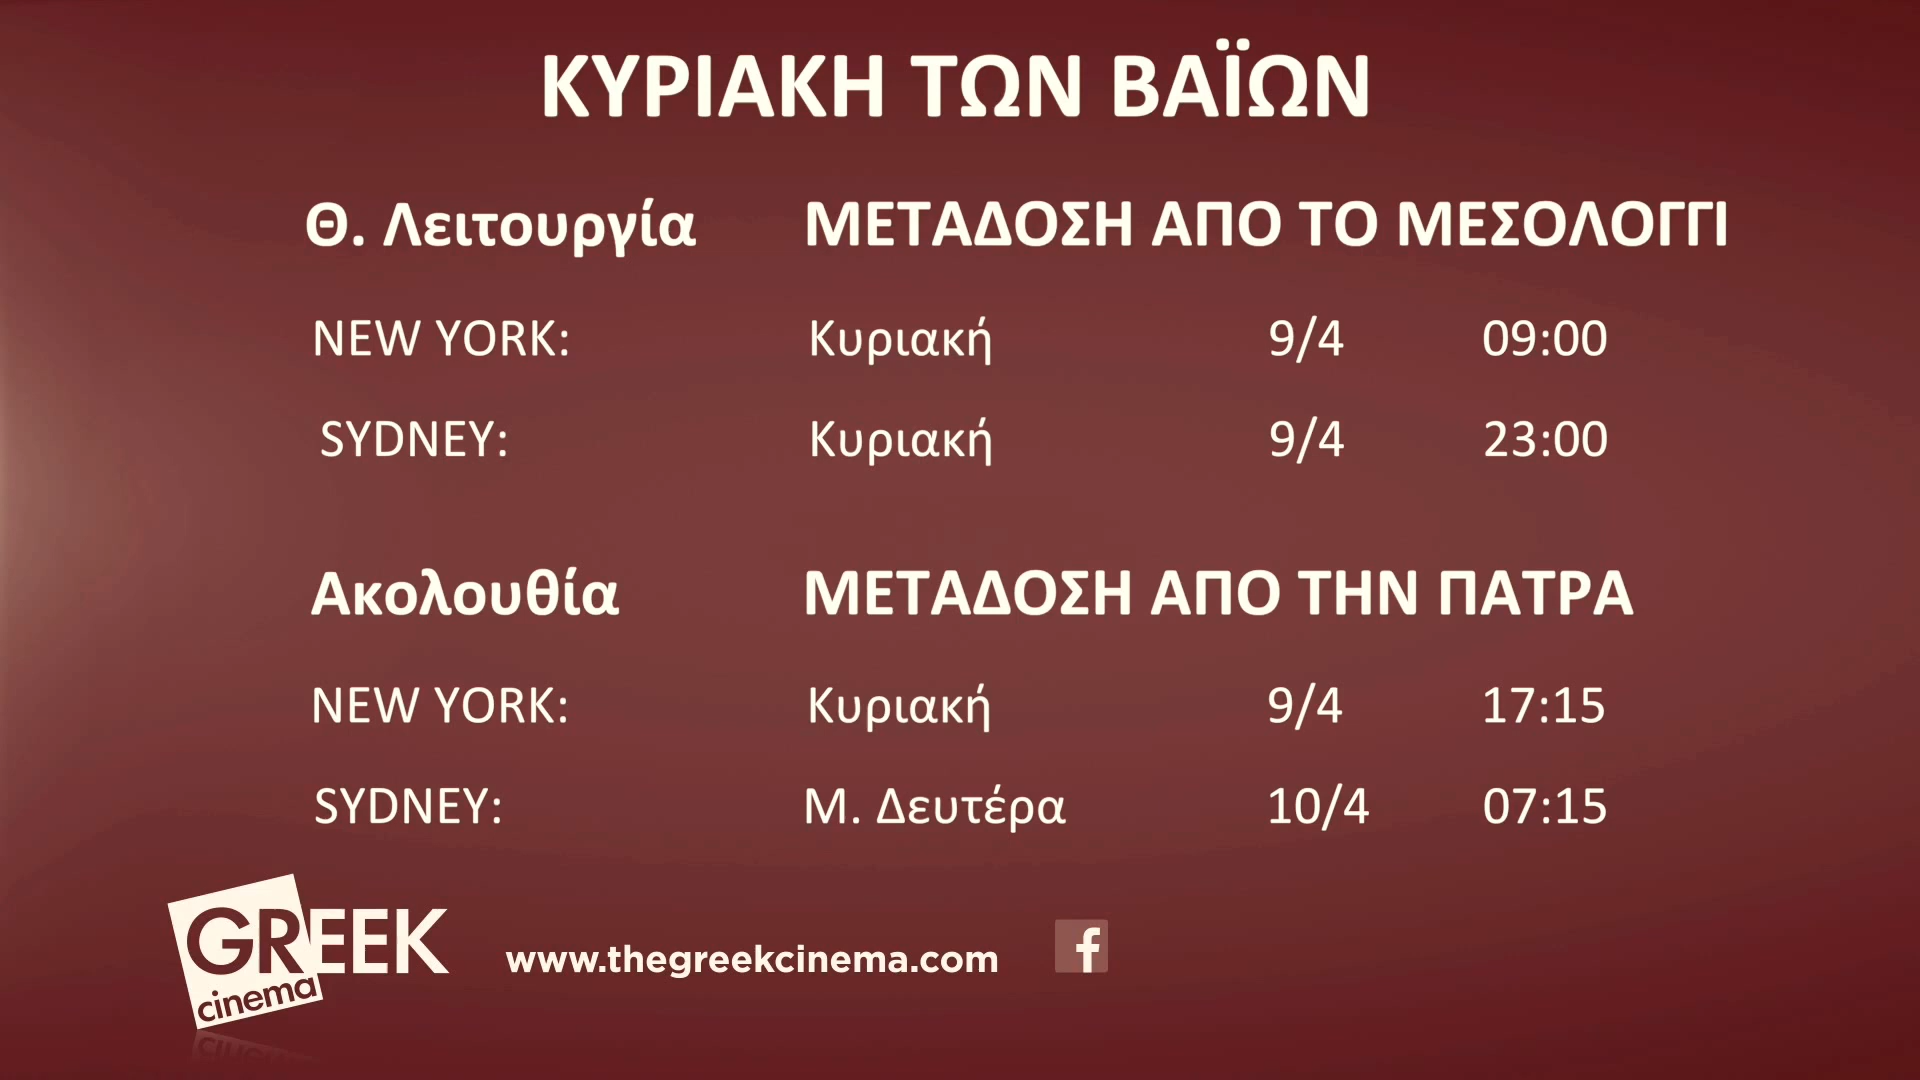 ΚΥΡΙΑΚΗ ΤΩΝ ΒΑΪΩΝ
Θ. Λειτουργία ΜΕΤΑΔΟΣΗ ΑΠΟ ΤΟ ΜΕΣΟΛΟΓΓΙ
NEW YORK: Κυριακή 9/4 09:00
SYDNEY: Κυριακή 9/4 23:00
Ακολουθία ΜΕΤΑΔΟΣΗ ΑΠΟ ΤΗΝ ΠΑΤΡΑ
NEW YORK: Κυριακή 9/4 17:15
SYDNEY: Μ. Δευτέρα 10/4 07:15
GREEK
cinema
www.thegreekcinema.com
f